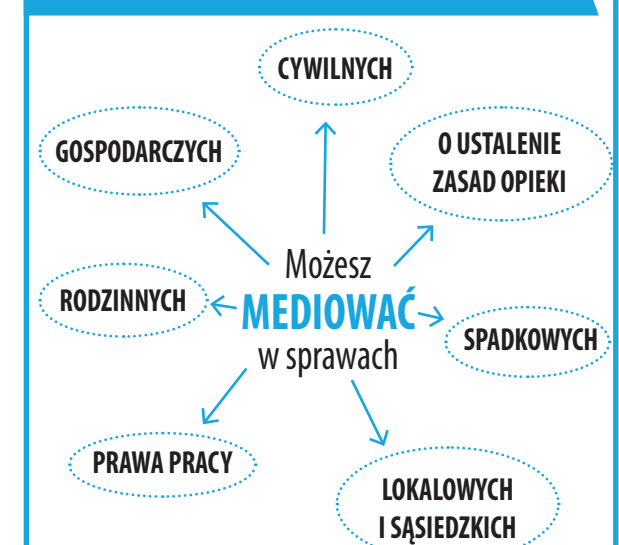 CYWILNYCH
GOSPODARCZYCH
O USTALENIE
ZASAD OPIEKI
Możesz
MEDIOWAĆ
w sprawach
RODZINNYCH
SPADKOWYCH
PRAWA PRACY
LOKALOWYCH
I SĄSIEDZKICH